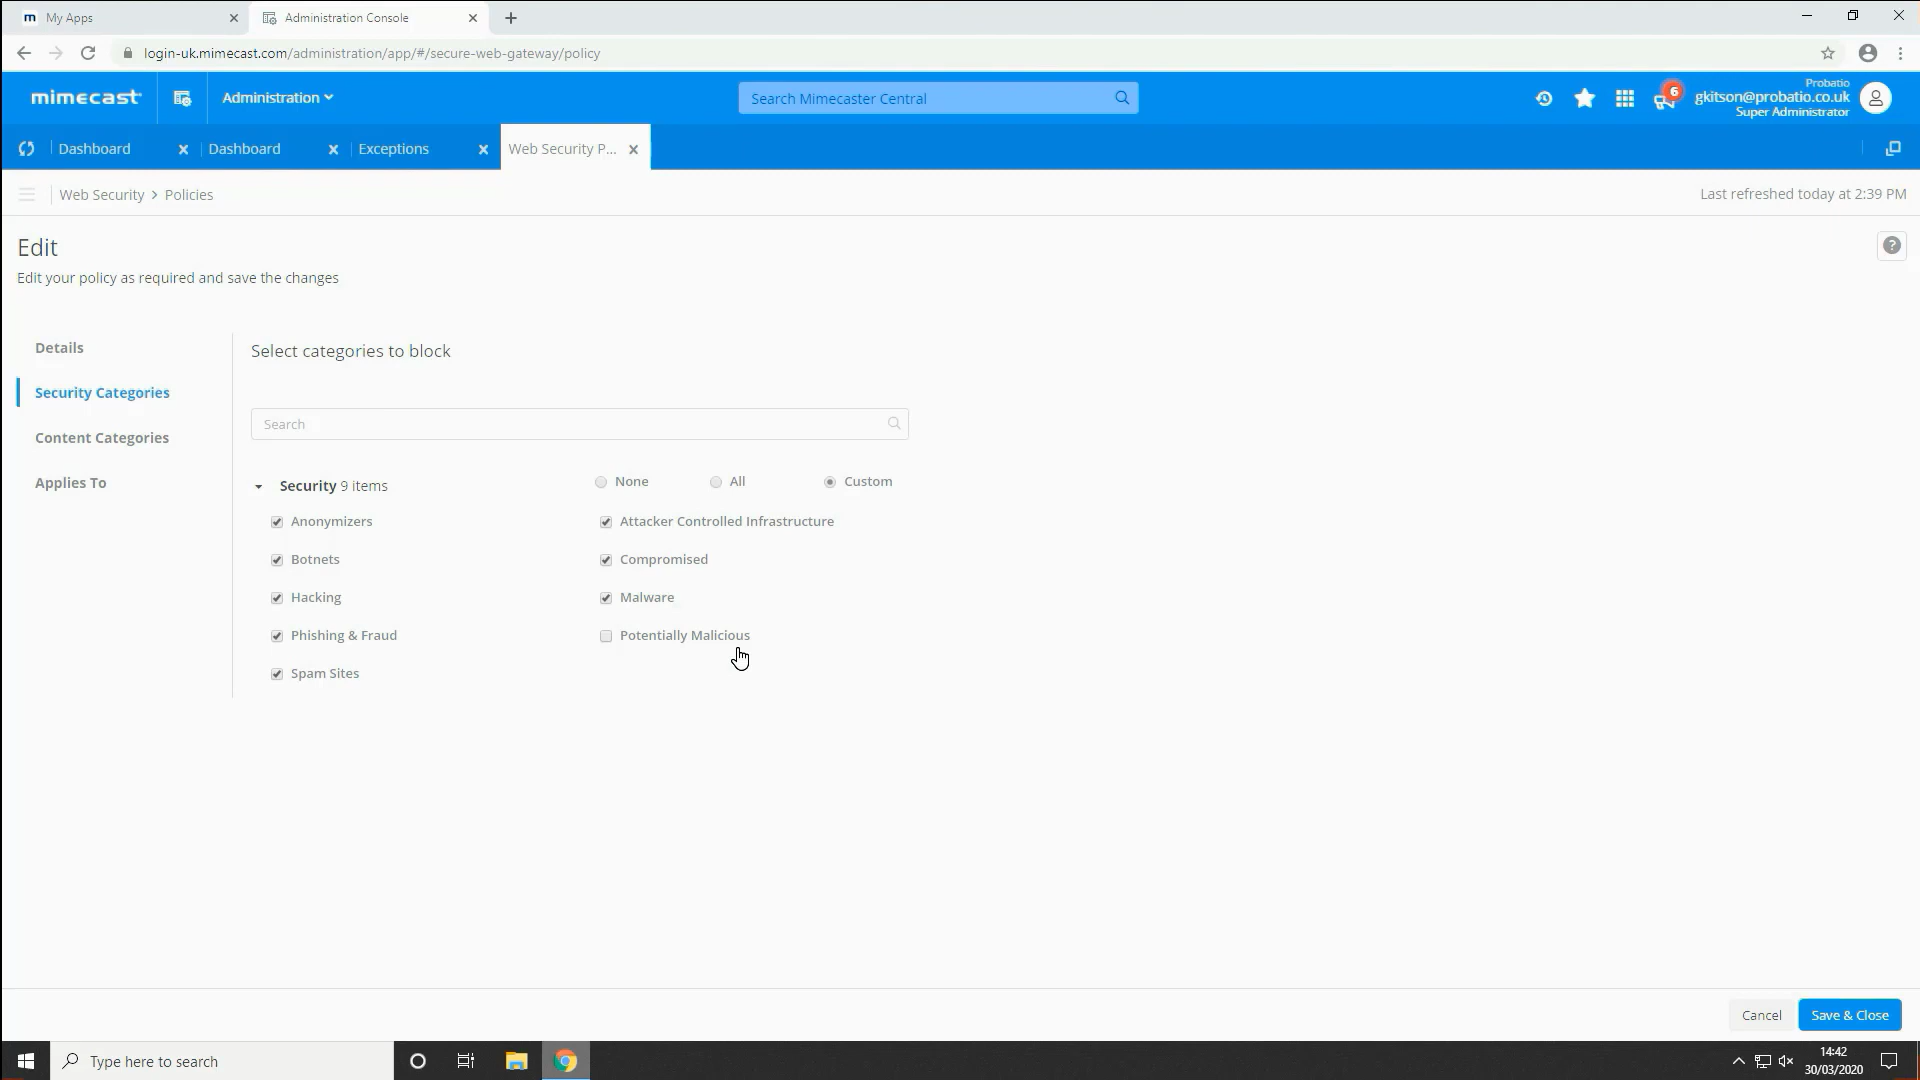 m My Apps
Administration Console
login-uk.mimecast.com/administration/app/#/secure-web-gateway/policy
mimecast
Administration
Search Mimecaster Central
6
Probatio
gkitson@probatio.co.uk
Super Administrator
Dashboard
Dashboard
Exceptions
Web Security P...
Web Security > Policies
Last refreshed today at 2:39 PM
Edit
?
Edit your policy as required and save the changes
Details
Security Categories
Content Categories
Applies To
Select categories to block
Search
Security 9 items
None
All
Custom
Anonymizers
Attacker Controlled Infrastructure
Botnets
Compromised
Hacking
Malware
Phishing & Fraud
Potentially Malicious
Spam Sites
Cancel
Save & Close
Type here to search
14:42
30/03/2020